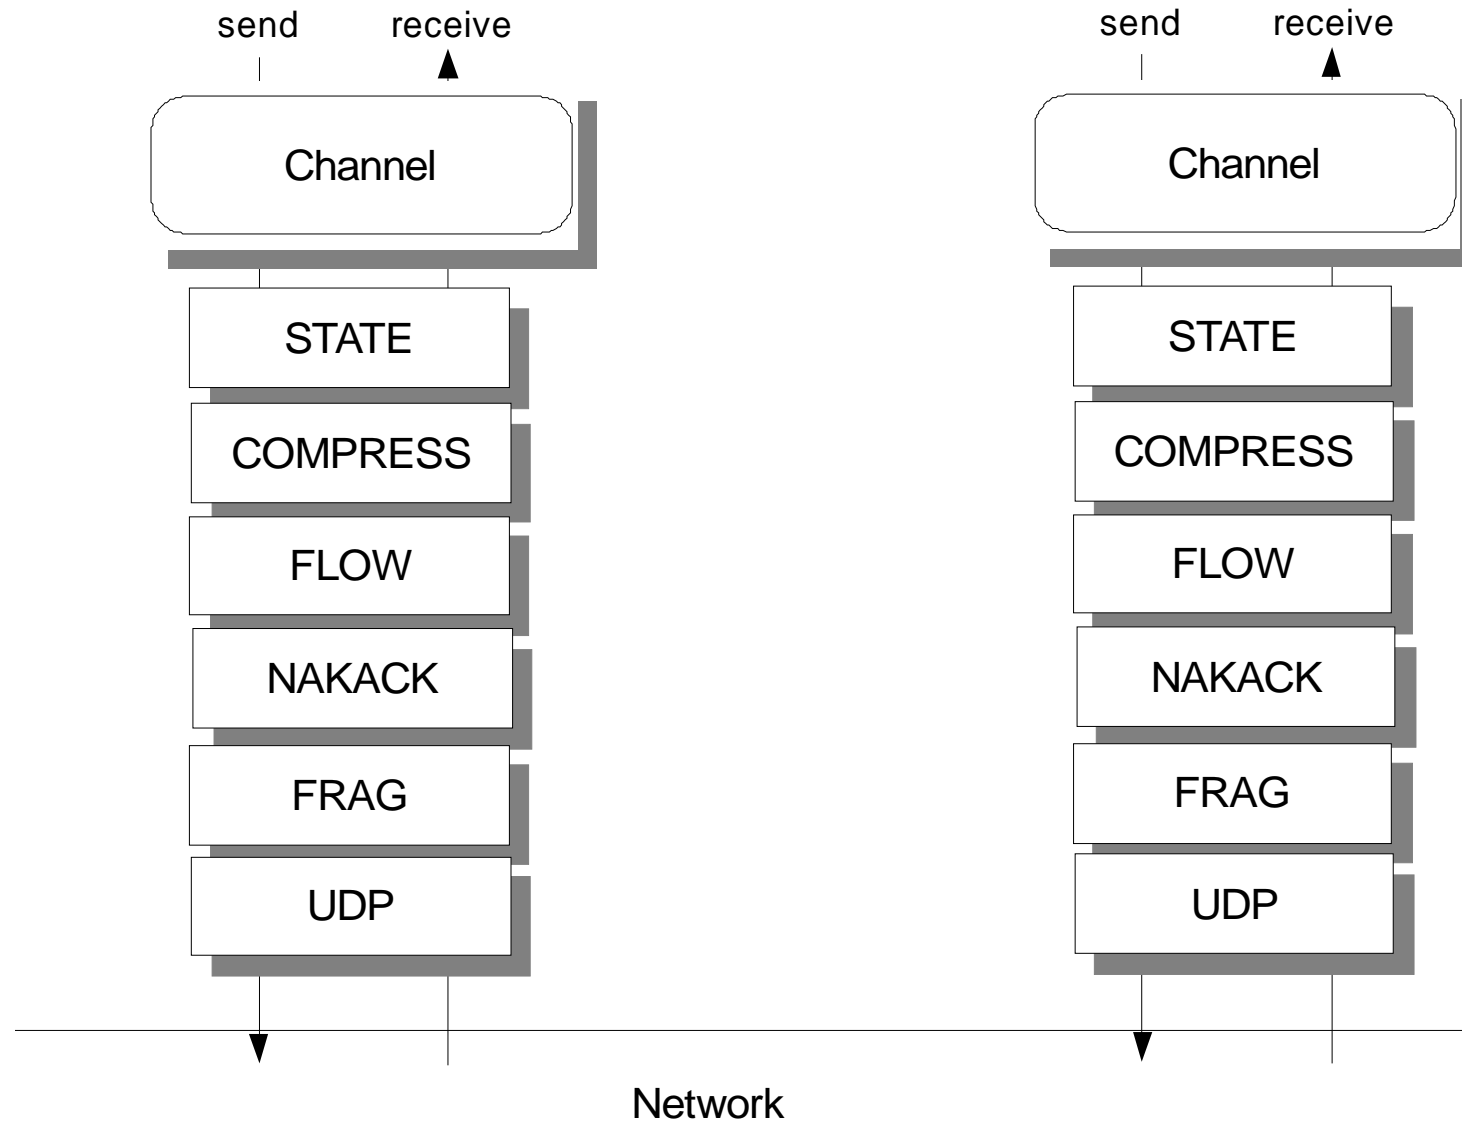 send receive
Channel
STATE
COMPRESS
FLOW
NAKACK
FRAG
UDP
send receive
Channel
STATE
COMPRESS
FLOW
NAKACK
FRAG
UDP
Network